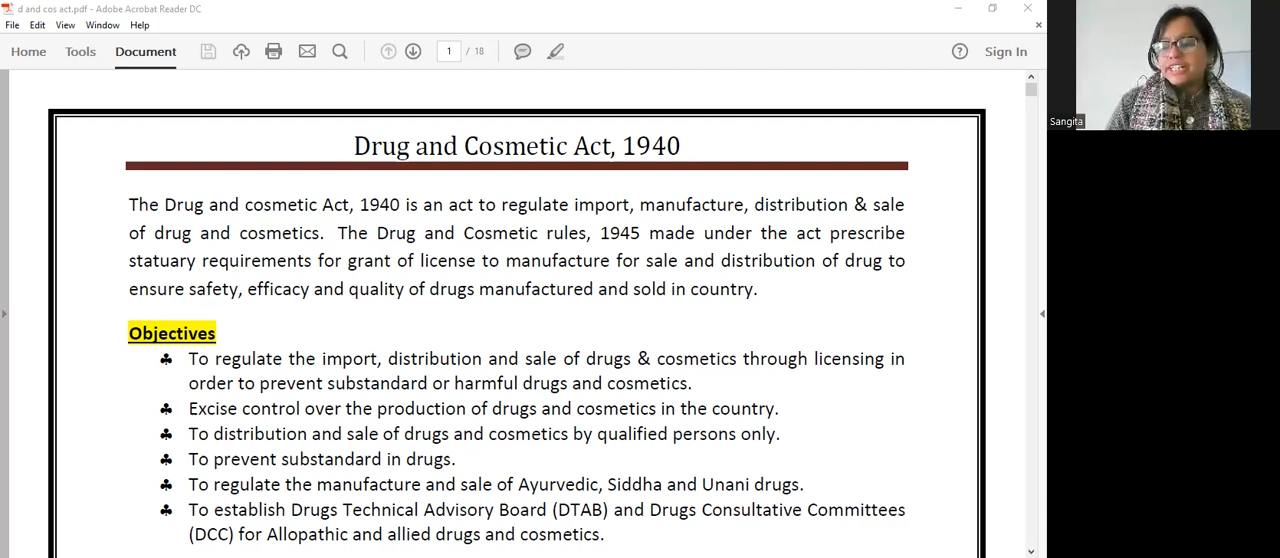 d and cos act.pdf - Adobe Acrobat Reader DC
File Edit View Window Help
Home Tools Document 1 / 18 Sign In
Sangita
Drug and Cosmetic Act, 1940
The Drug and cosmetic Act, 1940 is an act to regulate import, manufacture, distribution & sale
of drug and cosmetics. The Drug and Cosmetic rules, 1945 made under the act prescribe
statuary requirements for grant of license to manufacture for sale and distribution of drug to
ensure safety, efficacy and quality of drugs manufactured and sold in country.
Objectives
♣ To regulate the import, distribution and sale of drugs & cosmetics through licensing in
order to prevent substandard or harmful drugs and cosmetics.
♣ Excise control over the production of drugs and cosmetics in the country.
♣ To distribution and sale of drugs and cosmetics by qualified persons only.
♣ To prevent substandard in drugs.
♣ To regulate the manufacture and sale of Ayurvedic, Siddha and Unani drugs.
♣ To establish Drugs Technical Advisory Board (DTAB) and Drugs Consultative Committees
(DCC) for Allopathic and allied drugs and cosmetics.